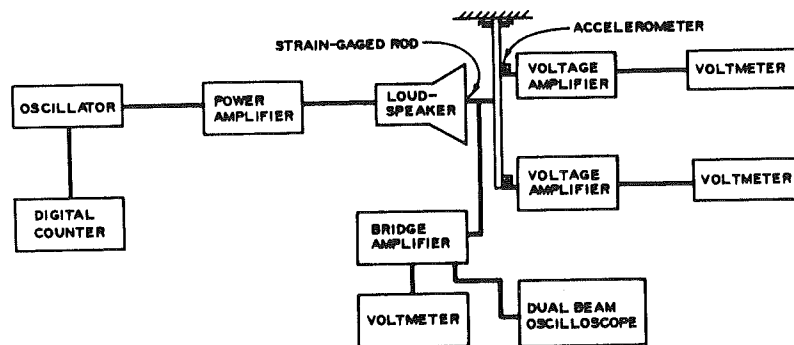 STRAIN-GAGED ROD
ACCELEROMETER
OSCILLATOR
POWER
AMPLIFIER
LOUD-
SPEAKER
VOLTAGE
AMPLIFIER
VOLTMETER
DIGITAL
COUNTER
VOLTAGE
AMPLIFIER
VOLTMETER
BRIDGE
AMPLIFIER
VOLTMETER
DUAL BEAM
OSCILLOSCOPE